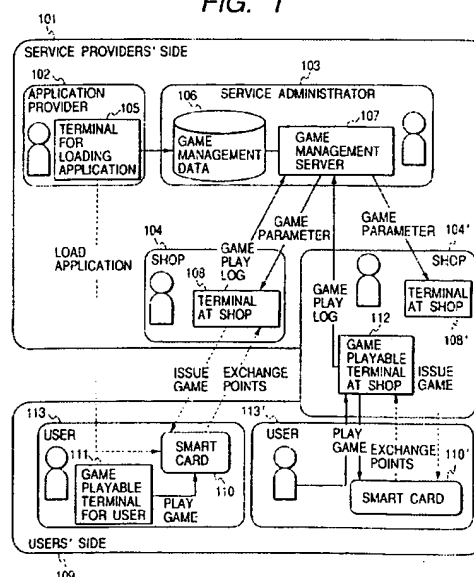 FIG. 1
101
SERVICE PROVIDERS' SIDE
102
103
APPLICATION
PROVIDER
105
TERMINAL
FOR
LOADING
APPLICATION
106
SERVICE ADMINISTRATOR
107
GAME
MANAGEMENT
DATA
GAME
MANAGEMENT
SERVER
LOAD
APPLICATION
104
SHOP
108
GAME
PLAY
LOG
GAME
PARAMETER
TERMINAL
AT SHOP
GAME
PARAMETER
104'
SHOP
GAME
PLAY
LOG
112
TERMINAL
AT SHOP
108'
GAME
PLAYABLE
TERMINAL
AT SHOP
ISSUE
GAME
ISSUE
GAME
EXCHANGE
POINTS
113
USER
111
GAME
PLAYABLE
TERMINAL
FOR USER
SMART
CARD
110
PLAY
GAME
113'
USER
PLAY
GAME
EXCHANGE
POINTS
110'
SMART CARD
USERS' SIDE
109